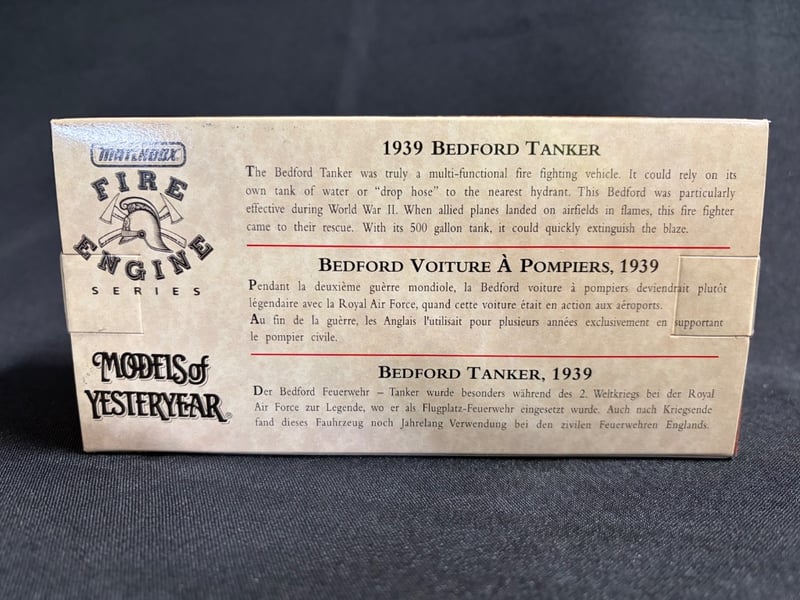 MATCHBOX
FIRE
ENGINE
SERIES
MODELS of
YESTERYEAR®
1939 BEDFORD TANKER
The Bedford Tanker was truly a multi-functional fire fighting vehicle. It could rely on its
own tank of water or “drop hose” to the nearest hydrant. This Bedford was particularly
effective during World War II. When allied planes landed on airfields in flames, this fire fighter
came to their rescue. With its 500 gallon tank, it could quickly extinguish the blaze.
BEDFORD VOITURE À POMPIERS, 1939
Pendant la deuxième guèrre mondiole, la Bedford voiture à pompiers deviendrait plutôt
légendaire avec la Royal Air Force, quand cette voiture était en action aux aéroports.
Au fin de la guèrre, les Anglais l'utilisait pour plusieurs années exclusivement en supportant
le pompier civile.
BEDFORD TANKER, 1939
Der Bedford Feuerwehr – Tanker wurde besonders während des 2. Weltkriegs bei der Royal
Air Force zur Legende, wo er als Flugplatz-Feuerwehr eingesetzt wurde. Auch nach Kriegsende
fand dieses Fauhrzeug noch Jahrelang Verwendung bei den zivilen Feuerwehren Englands.